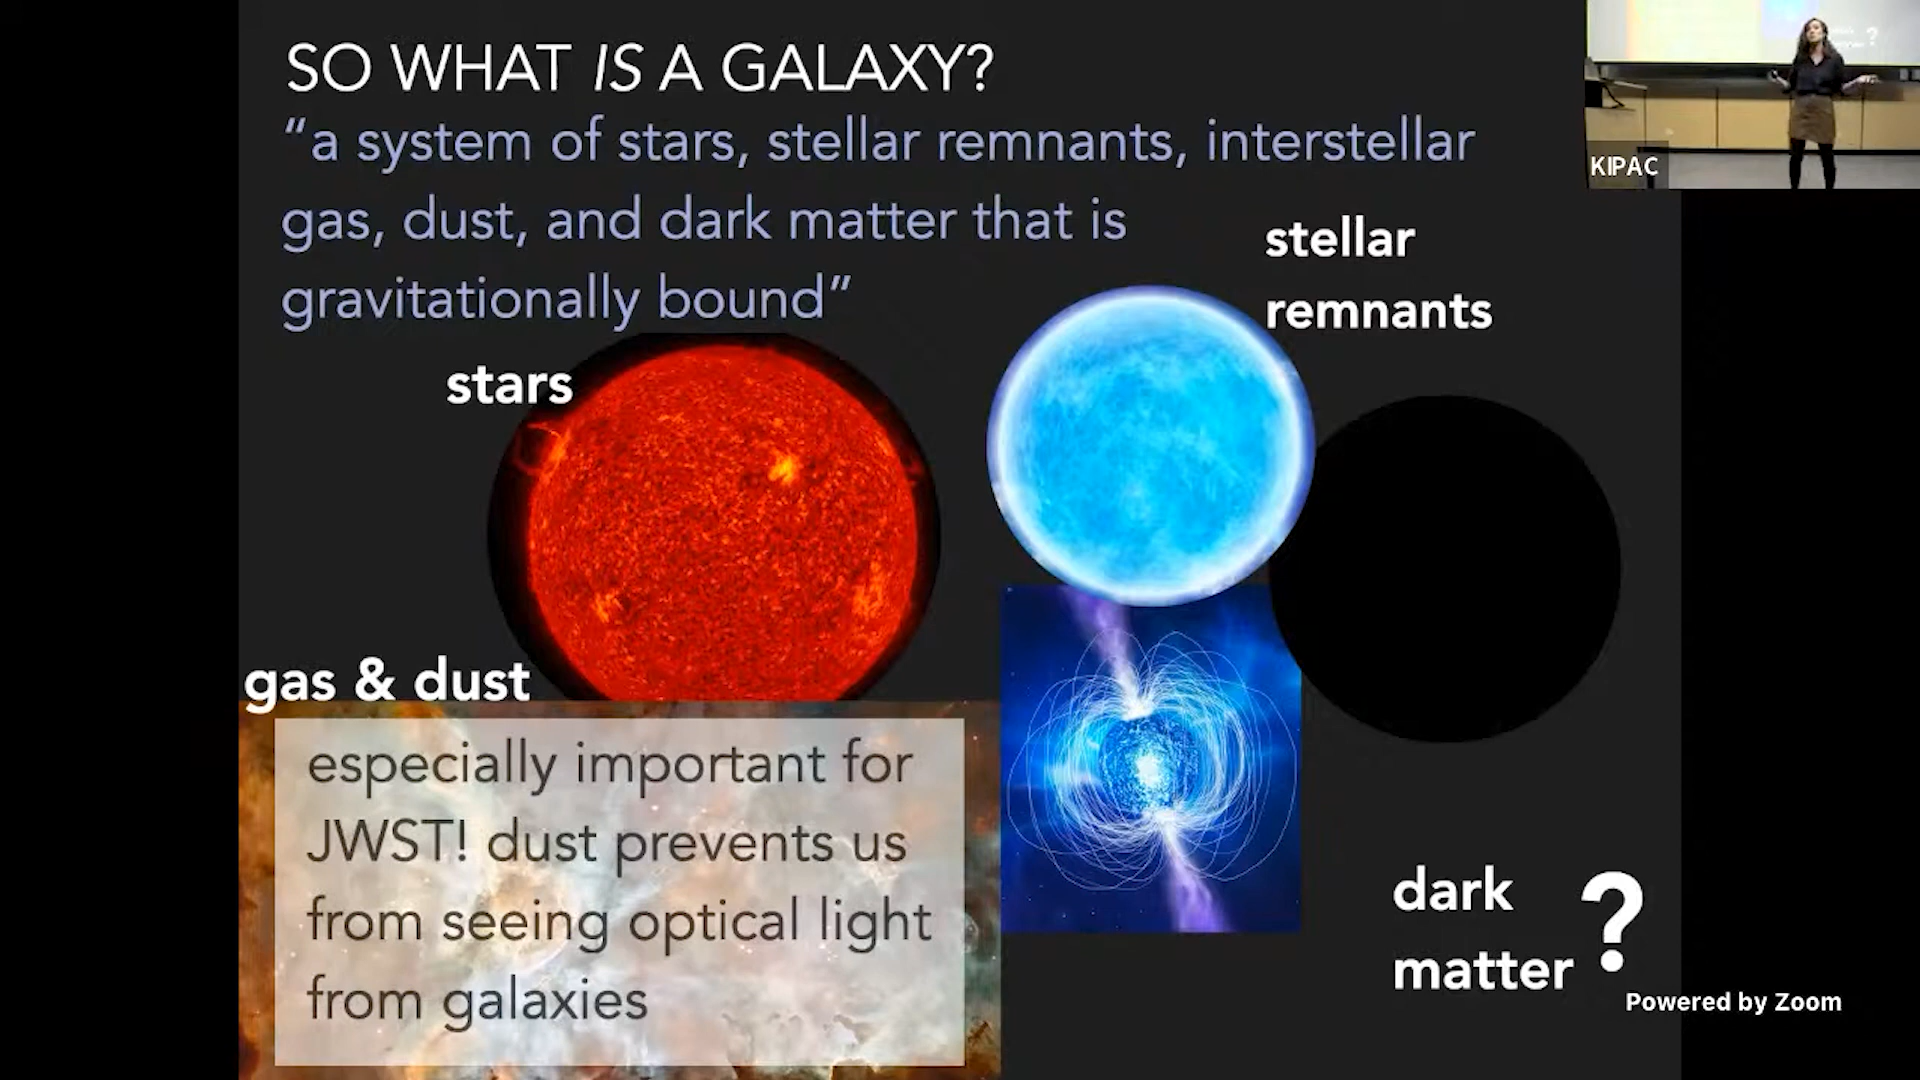 SO WHAT IS A GALAXY?
“a system of stars, stellar remnants, interstellar
gas, dust, and dark matter that is
gravitationally bound”
stars
stellar
remnants
gas & dust
especially important for
JWST! dust prevents us
from seeing optical light
from galaxies
dark
matter ?
KIPAC
Powered by Zoom